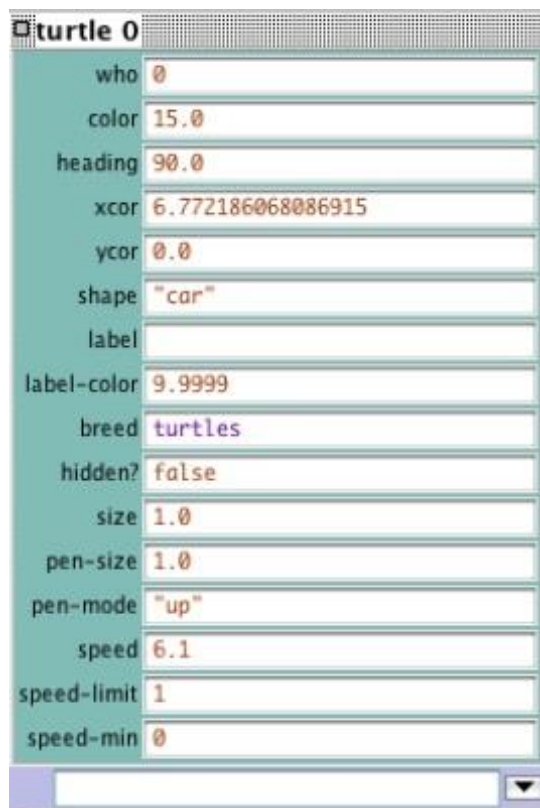 turtle 0
who 0
color 15.0
heading 90.0
xcor 6.772186068086915
ycor 0.0
shape "car"
label
label-color 9.9999
breed turtles
hidden? false
size 1.0
pen-size 1.0
pen-mode "up"
speed 6.1
speed-limit 1
speed-min 0